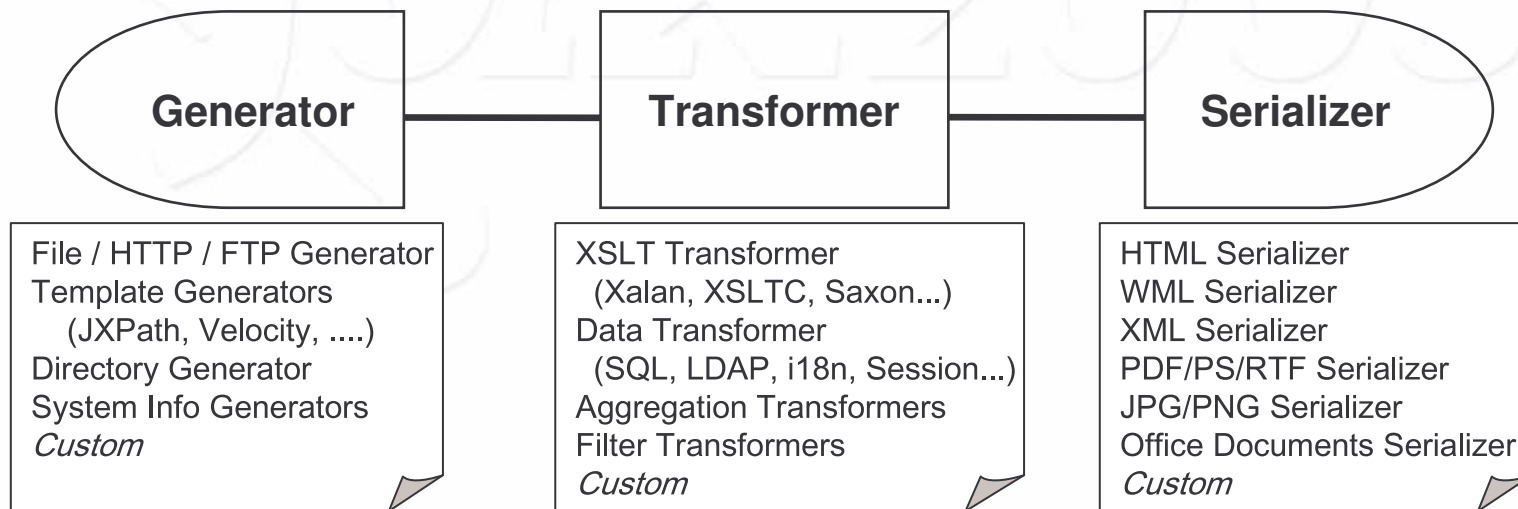 Generator
Transformer
Serializer
File / HTTP / FTP Generator
Template Generators
(JXPath, Velocity, ....)
Directory Generator
System Info Generators
Custom
XSLT Transformer
(Xalan, XSLTC, Saxon...)
Data Transformer
(SQL, LDAP, i18n, Session...)
Aggregation Transformers
Filter Transformers
Custom
HTML Serializer
WML Serializer
XML Serializer
PDF/PS/RTF Serializer
JPG/PNG Serializer
Office Documents Serializer
Custom